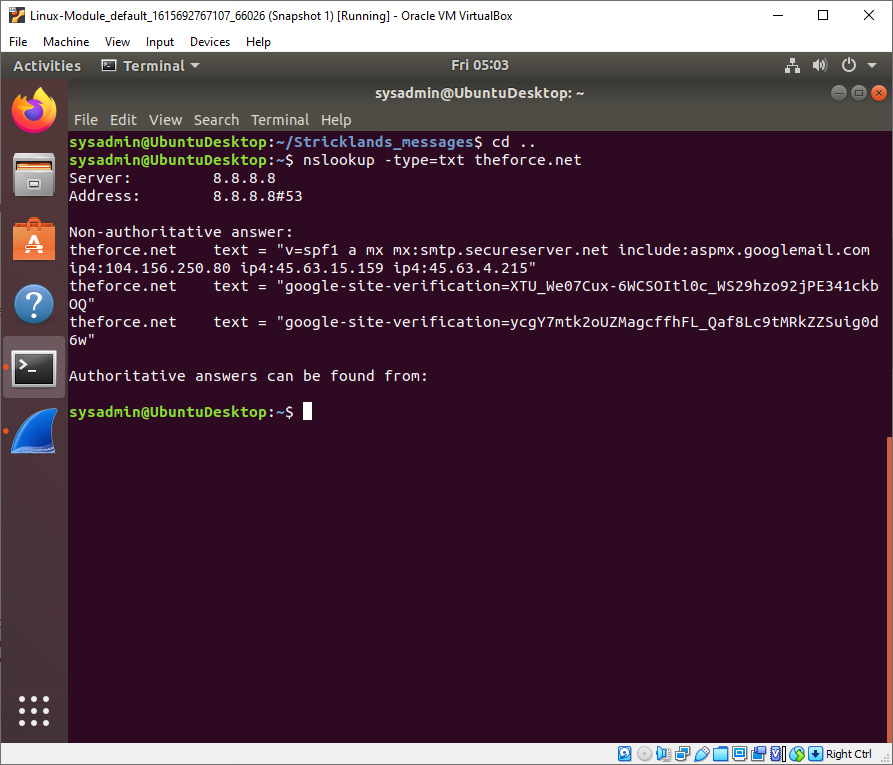 Linux-Module_default_1615692767107_66026 (Snapshot 1) [Running] - Oracle VM VirtualBox
File Machine View Input Devices Help
Activities Terminal Fri 05:03
sysadmin@UbuntuDesktop: ~
File Edit View Search Terminal Help
sysadmin@UbuntuDesktop:~/Stricklands_messages$ cd ..
sysadmin@UbuntuDesktop:~$ nslookup -type=txt theforce.net
Server: 8.8.8.8
Address: 8.8.8.8#53
Non-authoritative answer:
theforce.net text = "v=spf1 a mx mx:smtp.secureserver.net include:aspmx.googlemail.com
ip4:104.156.250.80 ip4:45.63.15.159 ip4:45.63.4.215"
theforce.net text = "google-site-verification=XTU_We07Cux-6WCSOItl0c_WS29hzo92jPE341ckb
OQ"
theforce.net text = "google-site-verification=ycgY7mtk2oUZMagcffhFL_Qaf8Lc9tMRkZZSuig0d
6w"
Authoritative answers can be found from:
sysadmin@UbuntuDesktop:~$
Right Ctrl